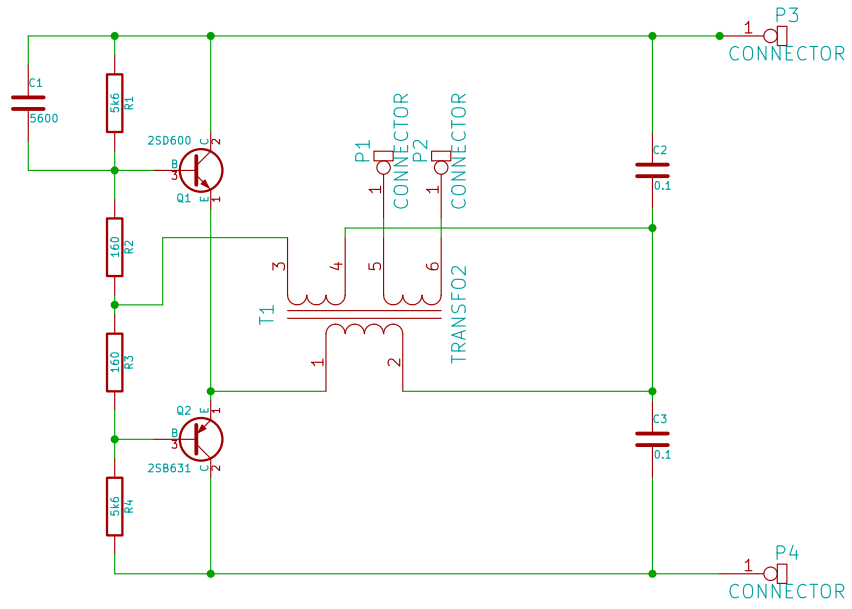 P3
1
CONNECTOR
C1
5600
5k6
R1
2SD600
C
2
B
3
Q1
E
1
P1
CONNECTOR
1
P2
CONNECTOR
1
C2
0.1
160
R2
3
4
5
6
T1
TRANSFO2
1
2
160
R3
Q2
E
1
B
3
2SB631
C
2
C3
0.1
5k6
R4
P4
1
CONNECTOR